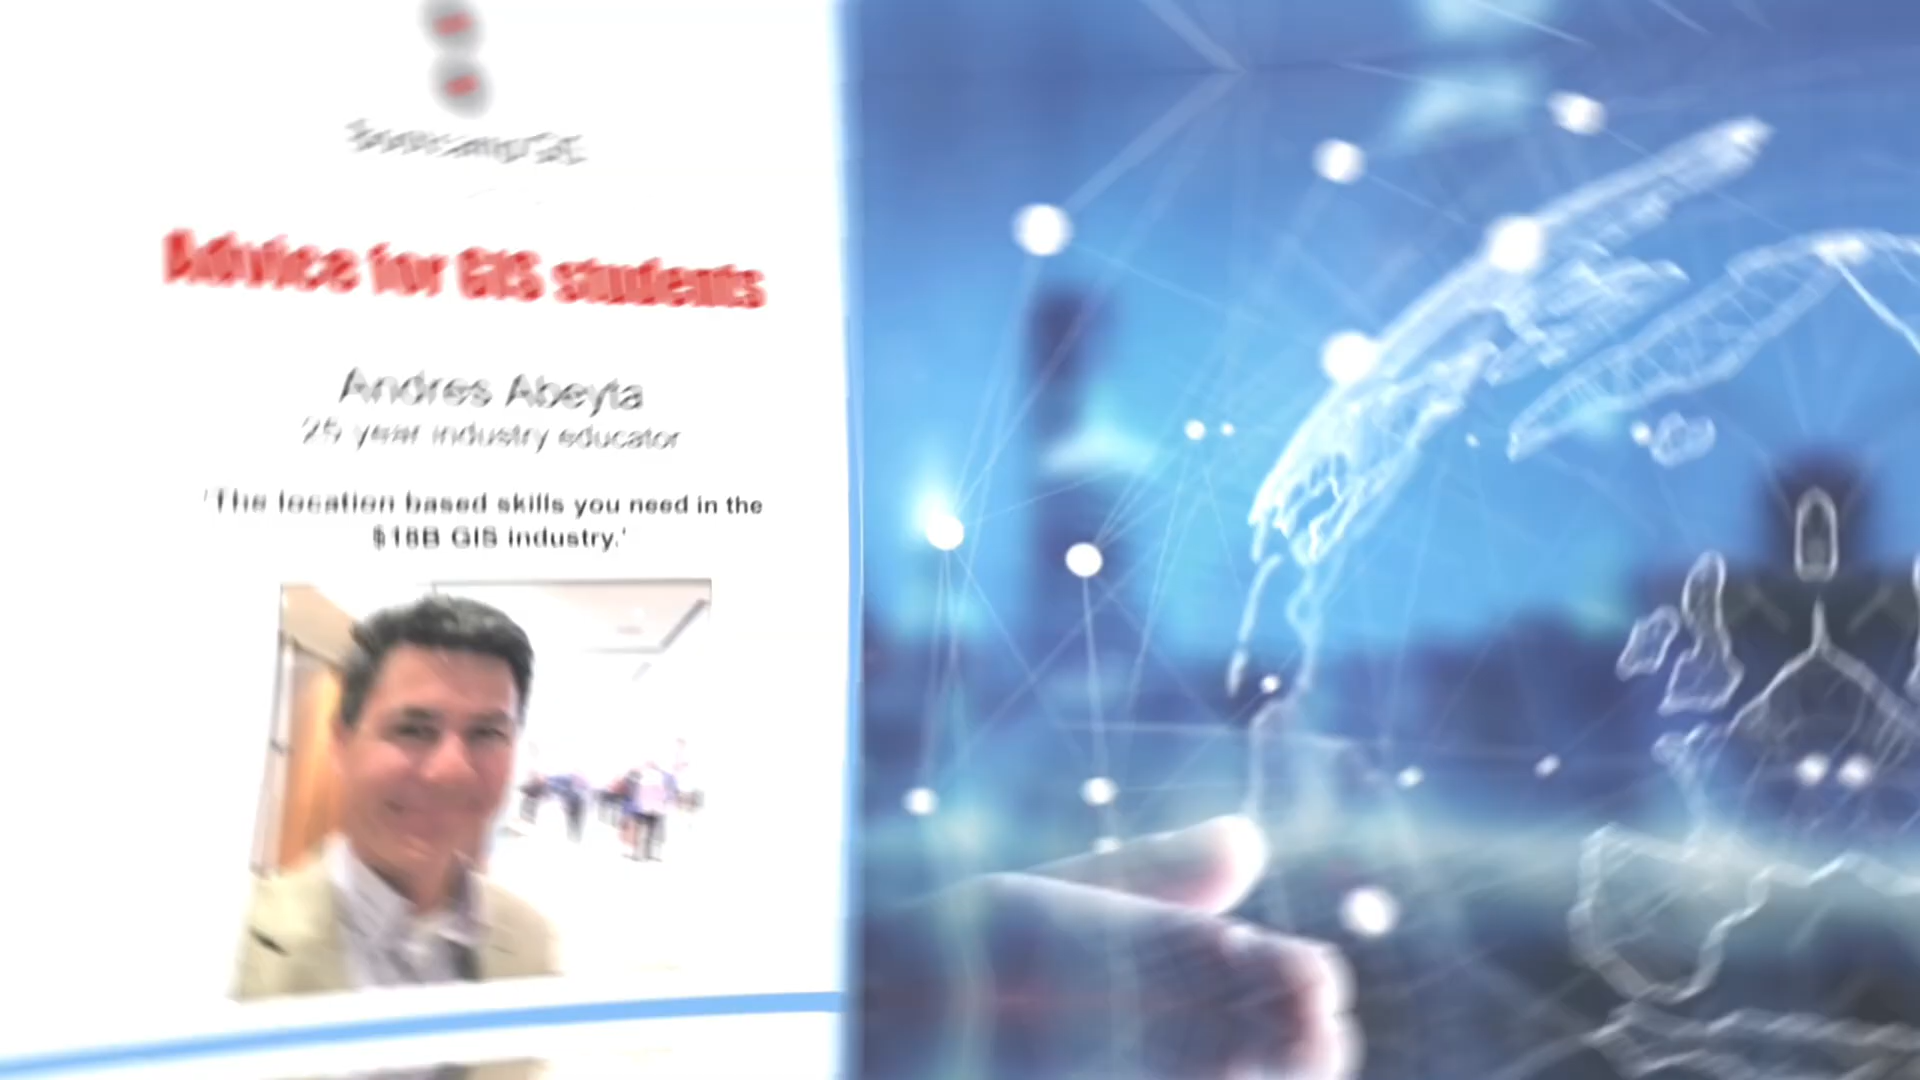 Advice for GIS students
Andres Abeyta
25 year industry educator
'The location based skills you need in the
$18B GIS industry.'